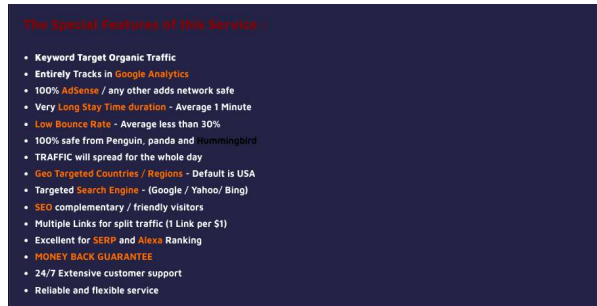 The Special Features of this Service -
• Keyword Target Organic Traffic
• Entirely Tracks in Google Analytics
• 100% AdSense / any other adds network safe
• Very Long Stay Time duration - Average 1 Minute
• Low Bounce Rate - Average less than 30%
• 100% safe from Penguin, panda and Hummingbird
• TRAFFIC will spread for the whole day
• Geo Targeted Countries / Regions - Default is USA
• Targeted Search Engine - (Google / Yahoo/ Bing)
• SEO complementary / friendly visitors
• Multiple Links for split traffic (1 Link per $1)
• Excellent for SERP and Alexa Ranking
• MONEY BACK GUARANTEE
• 24/7 Extensive customer support
• Reliable and flexible service